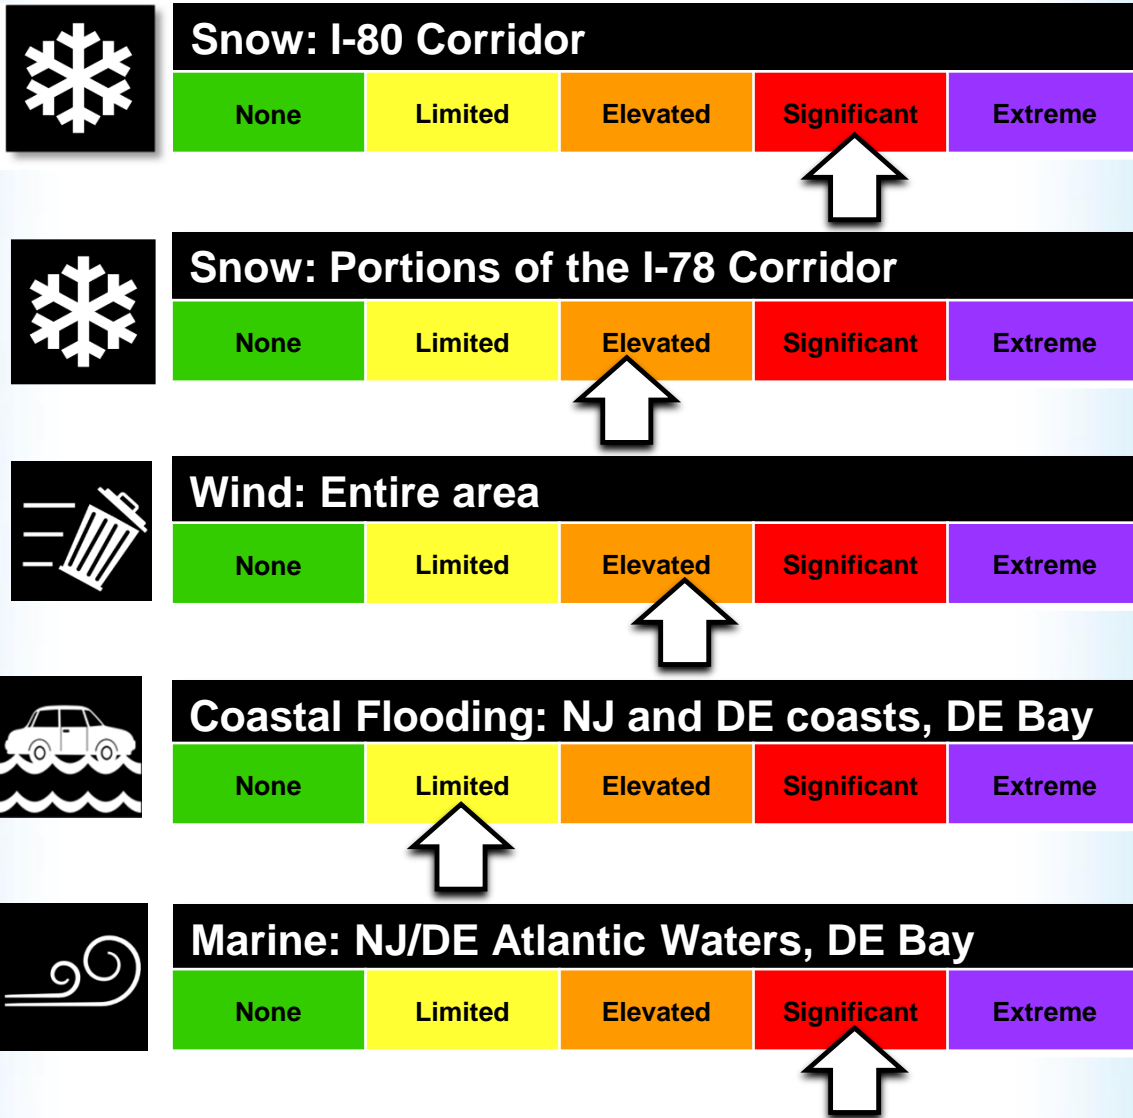 Snow: I-80 Corridor
None Limited Elevated Significant Extreme
Snow: Portions of the I-78 Corridor
None Limited Elevated Significant Extreme
Wind: Entire area
None Limited Elevated Significant Extreme
Coastal Flooding: NJ and DE coasts, DE Bay
None Limited Elevated Significant Extreme
Marine: NJ/DE Atlantic Waters, DE Bay
None Limited Elevated Significant Extreme